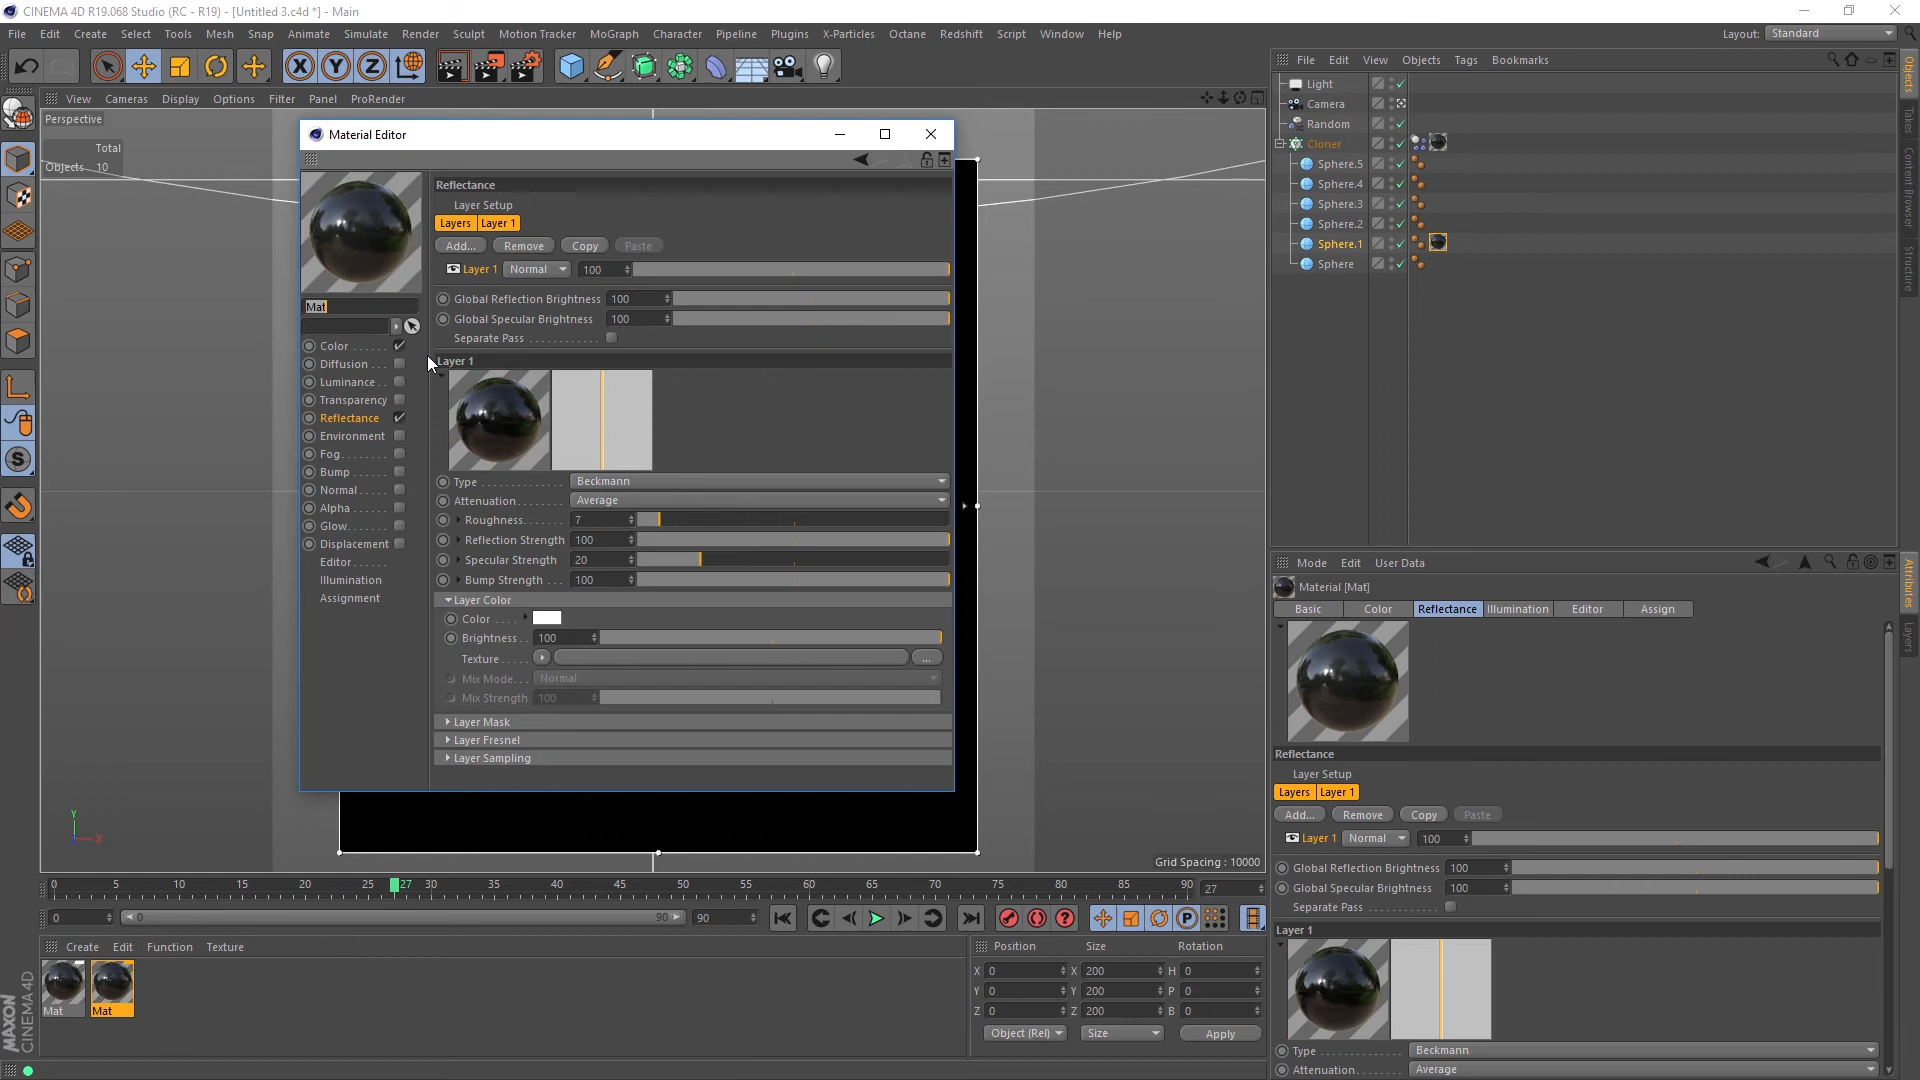 CINEMA 4D R19.068 Studio (RC - R19) - [Untitled 3.c4d *] - Main
File Edit Create Select Tools Mesh Snap Animate Simulate Render Sculpt Motion Tracker MoGraph Character Pipeline Plugins X-Particles Octane Redshift Script Window Help
Layout: Standard
X Y Z
File Edit View Objects Tags Bookmarks
View Cameras Display Options Filter Panel ProRender
Perspective
Total
Objects 10
Material Editor
Mat
Color
Diffusion
Luminance
Transparency
Reflectance
Environment
Fog
Bump
Normal
Alpha
Glow
Displacement
Editor
Illumination
Assignment
Reflectance
Layer Setup
Layers Layer 1
Add... Remove Copy Paste
Layer 1 Normal 100
Global Reflection Brightness 100
Global Specular Brightness 100
Separate Pass
Layer 1
Type Beckmann
Attenuation Average
Roughness 7
Reflection Strength 100
Specular Strength 20
Bump Strength 100
Layer Color
Color
Brightness 100
Texture ...
Mix Mode Normal
Mix Strength 100
Layer Mask
Layer Fresnel
Layer Sampling
Y
X
Grid Spacing : 10000
Light
Camera
Random
Cloner
Sphere.5
Sphere.4
Sphere.3
Sphere.2
Sphere.1
Sphere
Objects
Takes
Content Browser
Structure
Attributes
Layers
Mode Edit User Data
Material [Mat]
Basic Color Reflectance Illumination Editor Assign
Reflectance
Layer Setup
Layers Layer 1
Add... Remove Copy Paste
Layer 1 Normal 100
Global Reflection Brightness 100
Global Specular Brightness 100
Separate Pass
Layer 1
Type Beckmann
Attenuation Average
0 5 10 15 20 25 27 30 35 40 45 50 55 60 65 70 75 80 85 90 27
0 0 90 90
P
Create Edit Function Texture
Mat Mat
Position Size Rotation
X 0 X 200 H 0
Y 0 Y 200 P 0
Z 0 Z 200 B 0
Object (Rel) Size Apply
MAXON
CINEMA 4D
S